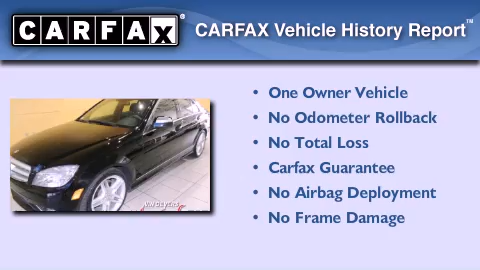 CARFAX®
CARFAX Vehicle History Report™
• One Owner Vehicle
• No Odometer Rollback
• No Total Loss
• Carfax Guarantee
• No Airbag Deployment
• No Frame Damage